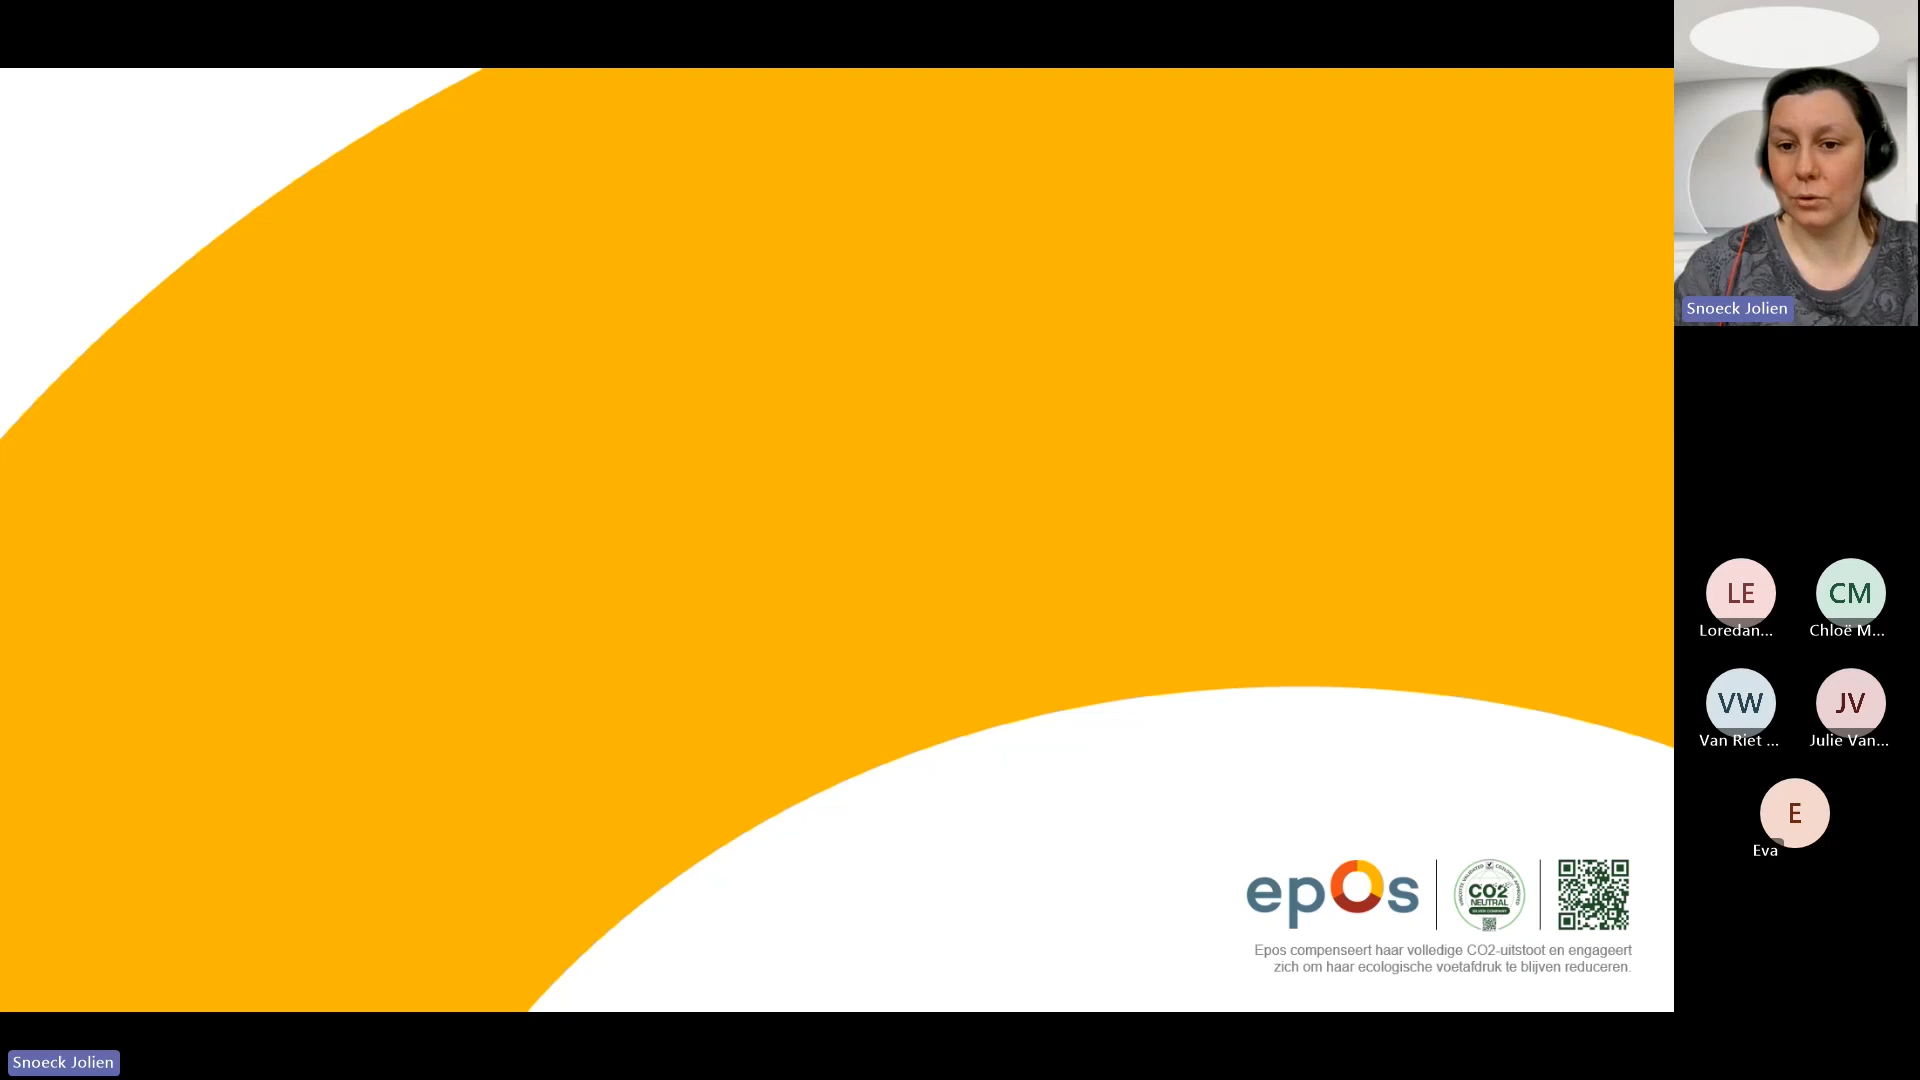 Snoeck Jolien
LE
CM
Loredan...
Chloë M...
VW
JV
Van Riet ...
Julie Van...
E
Eva
epos
CO2
NEUTRAL
Epos compenseert haar volledige CO2-uitstoot en engageert
zich om haar ecologische voetafdruk te blijven reduceren.
Snoeck Jolien